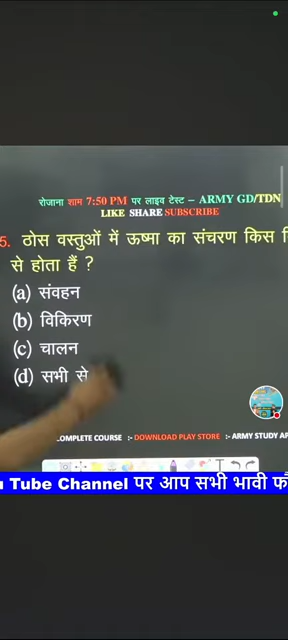 रोजाना शाम 7:50 PM पर लाइव टेस्ट – ARMY GD/TDN
LIKE SHARE SUBSCRIBE
5. ठोस वस्तुओं में ऊष्मा का संचरण किस
से होता हैं ?
(a) संवहन
(b) विकिरण
(c) चालन
(d) सभी से
COMPLETE COURSE :- DOWNLOAD PLAY STORE :- ARMY STUDY
Tube Channel पर आप सभी भावी